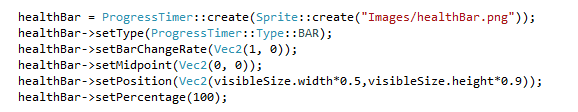 healthBar = ProgressTimer::create(Sprite::create("Images/healthBar.png"));
healthBar->setType(ProgressTimer::Type::BAR);
healthBar->setBarChangeRate(Vec2(1, 0));
healthBar->setMidpoint(Vec2(0, 0));
healthBar->setPosition(Vec2(visibleSize.width*0.5,visibleSize.height*0.9));
healthBar->setPercentage(100);